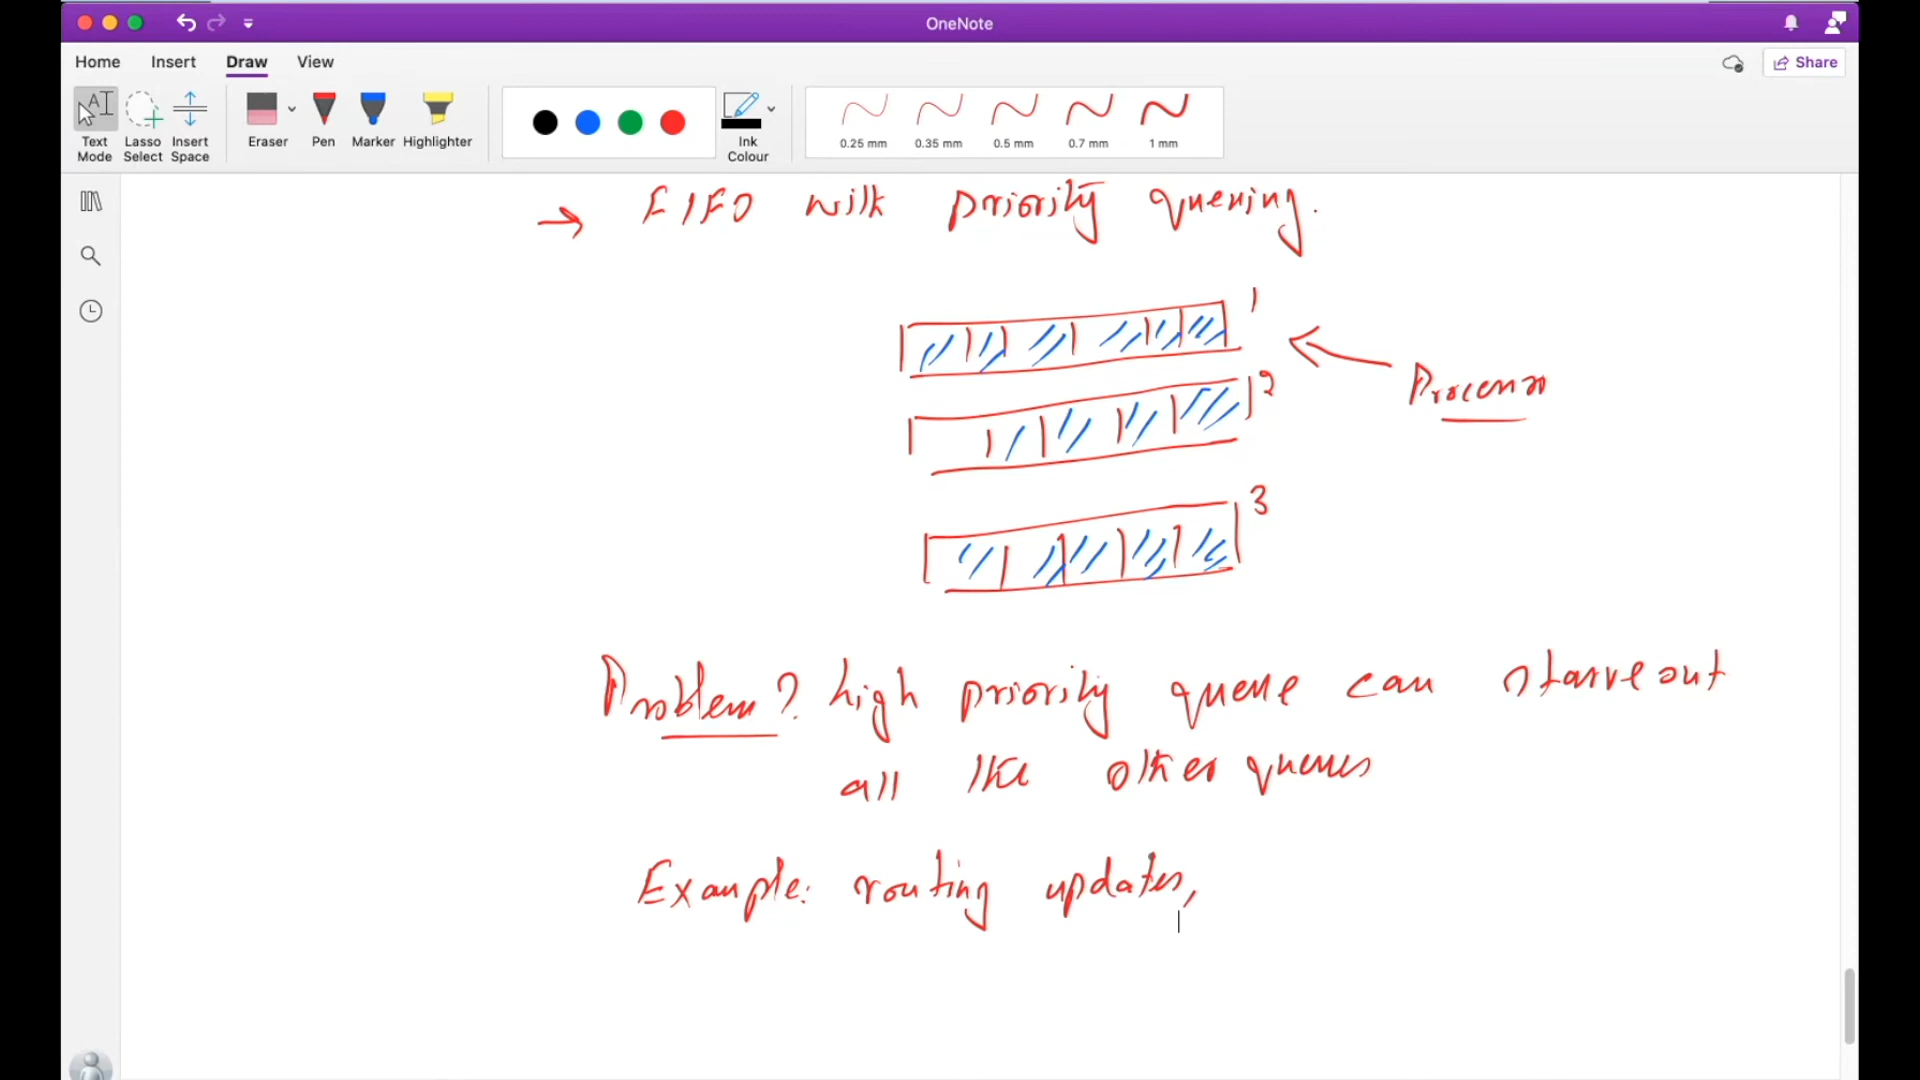 OneNote
Home Insert Draw View Share
Text Mode
Lasso Select
Insert Space
Eraser
Pen
Marker
Highlighter
Ink Colour
0.25 mm
0.35 mm
0.5 mm
0.7 mm
1 mm
→ FIFO with priority queuing.
1
2
Processor
3
Problem? high priority queue can starve out
all the other queues
Example: routing updates,